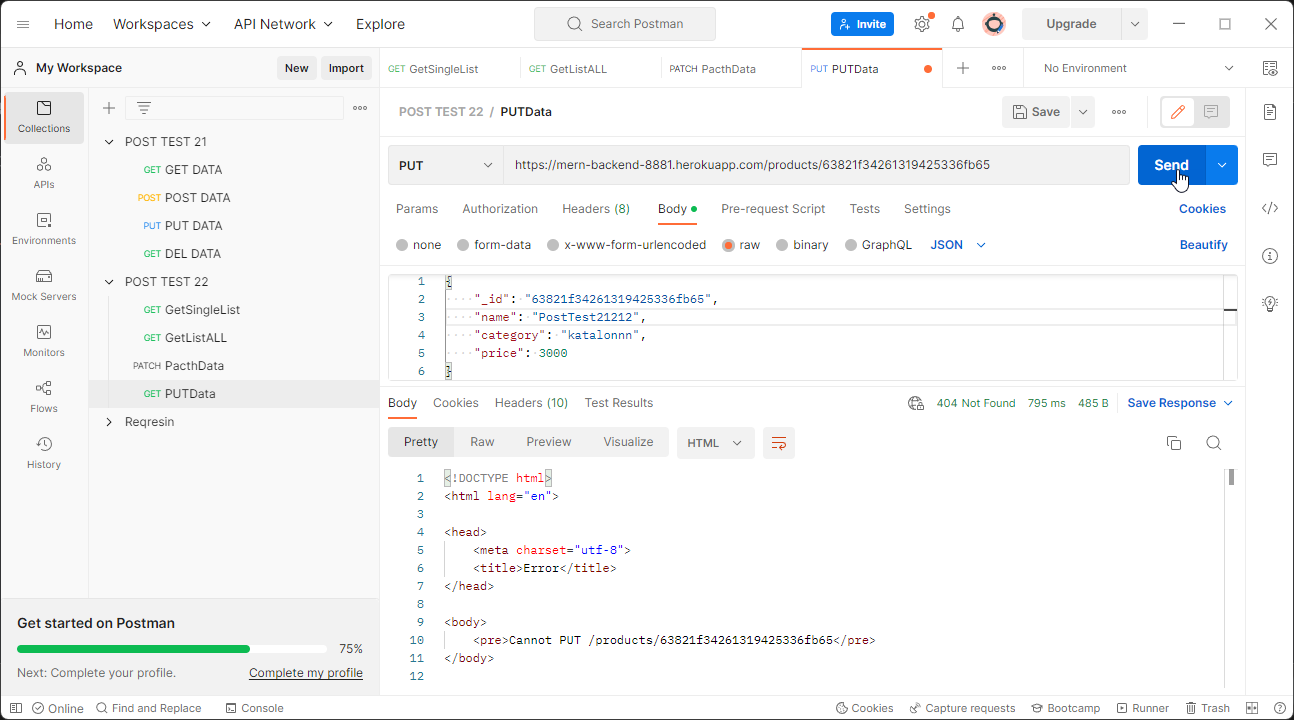 Home Workspaces API Network Explore Search Postman Invite Upgrade
My Workspace New Import
GET GetSingleList GET GetListALL PATCH PacthData PUT PUTData No Environment
Collections
APIs
Environments
Mock Servers
Monitors
Flows
History
POST TEST 21
GET GET DATA
POST POST DATA
PUT PUT DATA
GET DEL DATA
POST TEST 22
GET GetSingleList
GET GetListALL
PATCH PacthData
GET PUTData
Reqresin
Get started on Postman
75%
Next: Complete your profile. Complete my profile
POST TEST 22 / PUTData Save
PUT https://mern-backend-8881.herokuapp.com/products/63821f34261319425336fb65 Send
Params Authorization Headers (8) Body Pre-request Script Tests Settings Cookies
none form-data x-www-form-urlencoded raw binary GraphQL JSON Beautify
1 {
2 "_id": "63821f34261319425336fb65",
3 "name": "PostTest21212",
4 "category": "katalonnn",
5 "price": 3000
6 }
Body Cookies Headers (10) Test Results 404 Not Found 795 ms 485 B Save Response
Pretty Raw Preview Visualize HTML
1 <!DOCTYPE html>
2 <html lang="en">
3
4 <head>
5 <meta charset="utf-8">
6 <title>Error</title>
7 </head>
8
9 <body>
10 <pre>Cannot PUT /products/63821f34261319425336fb65</pre>
11 </body>
12
Online Find and Replace Console Cookies Capture requests Bootcamp Runner Trash